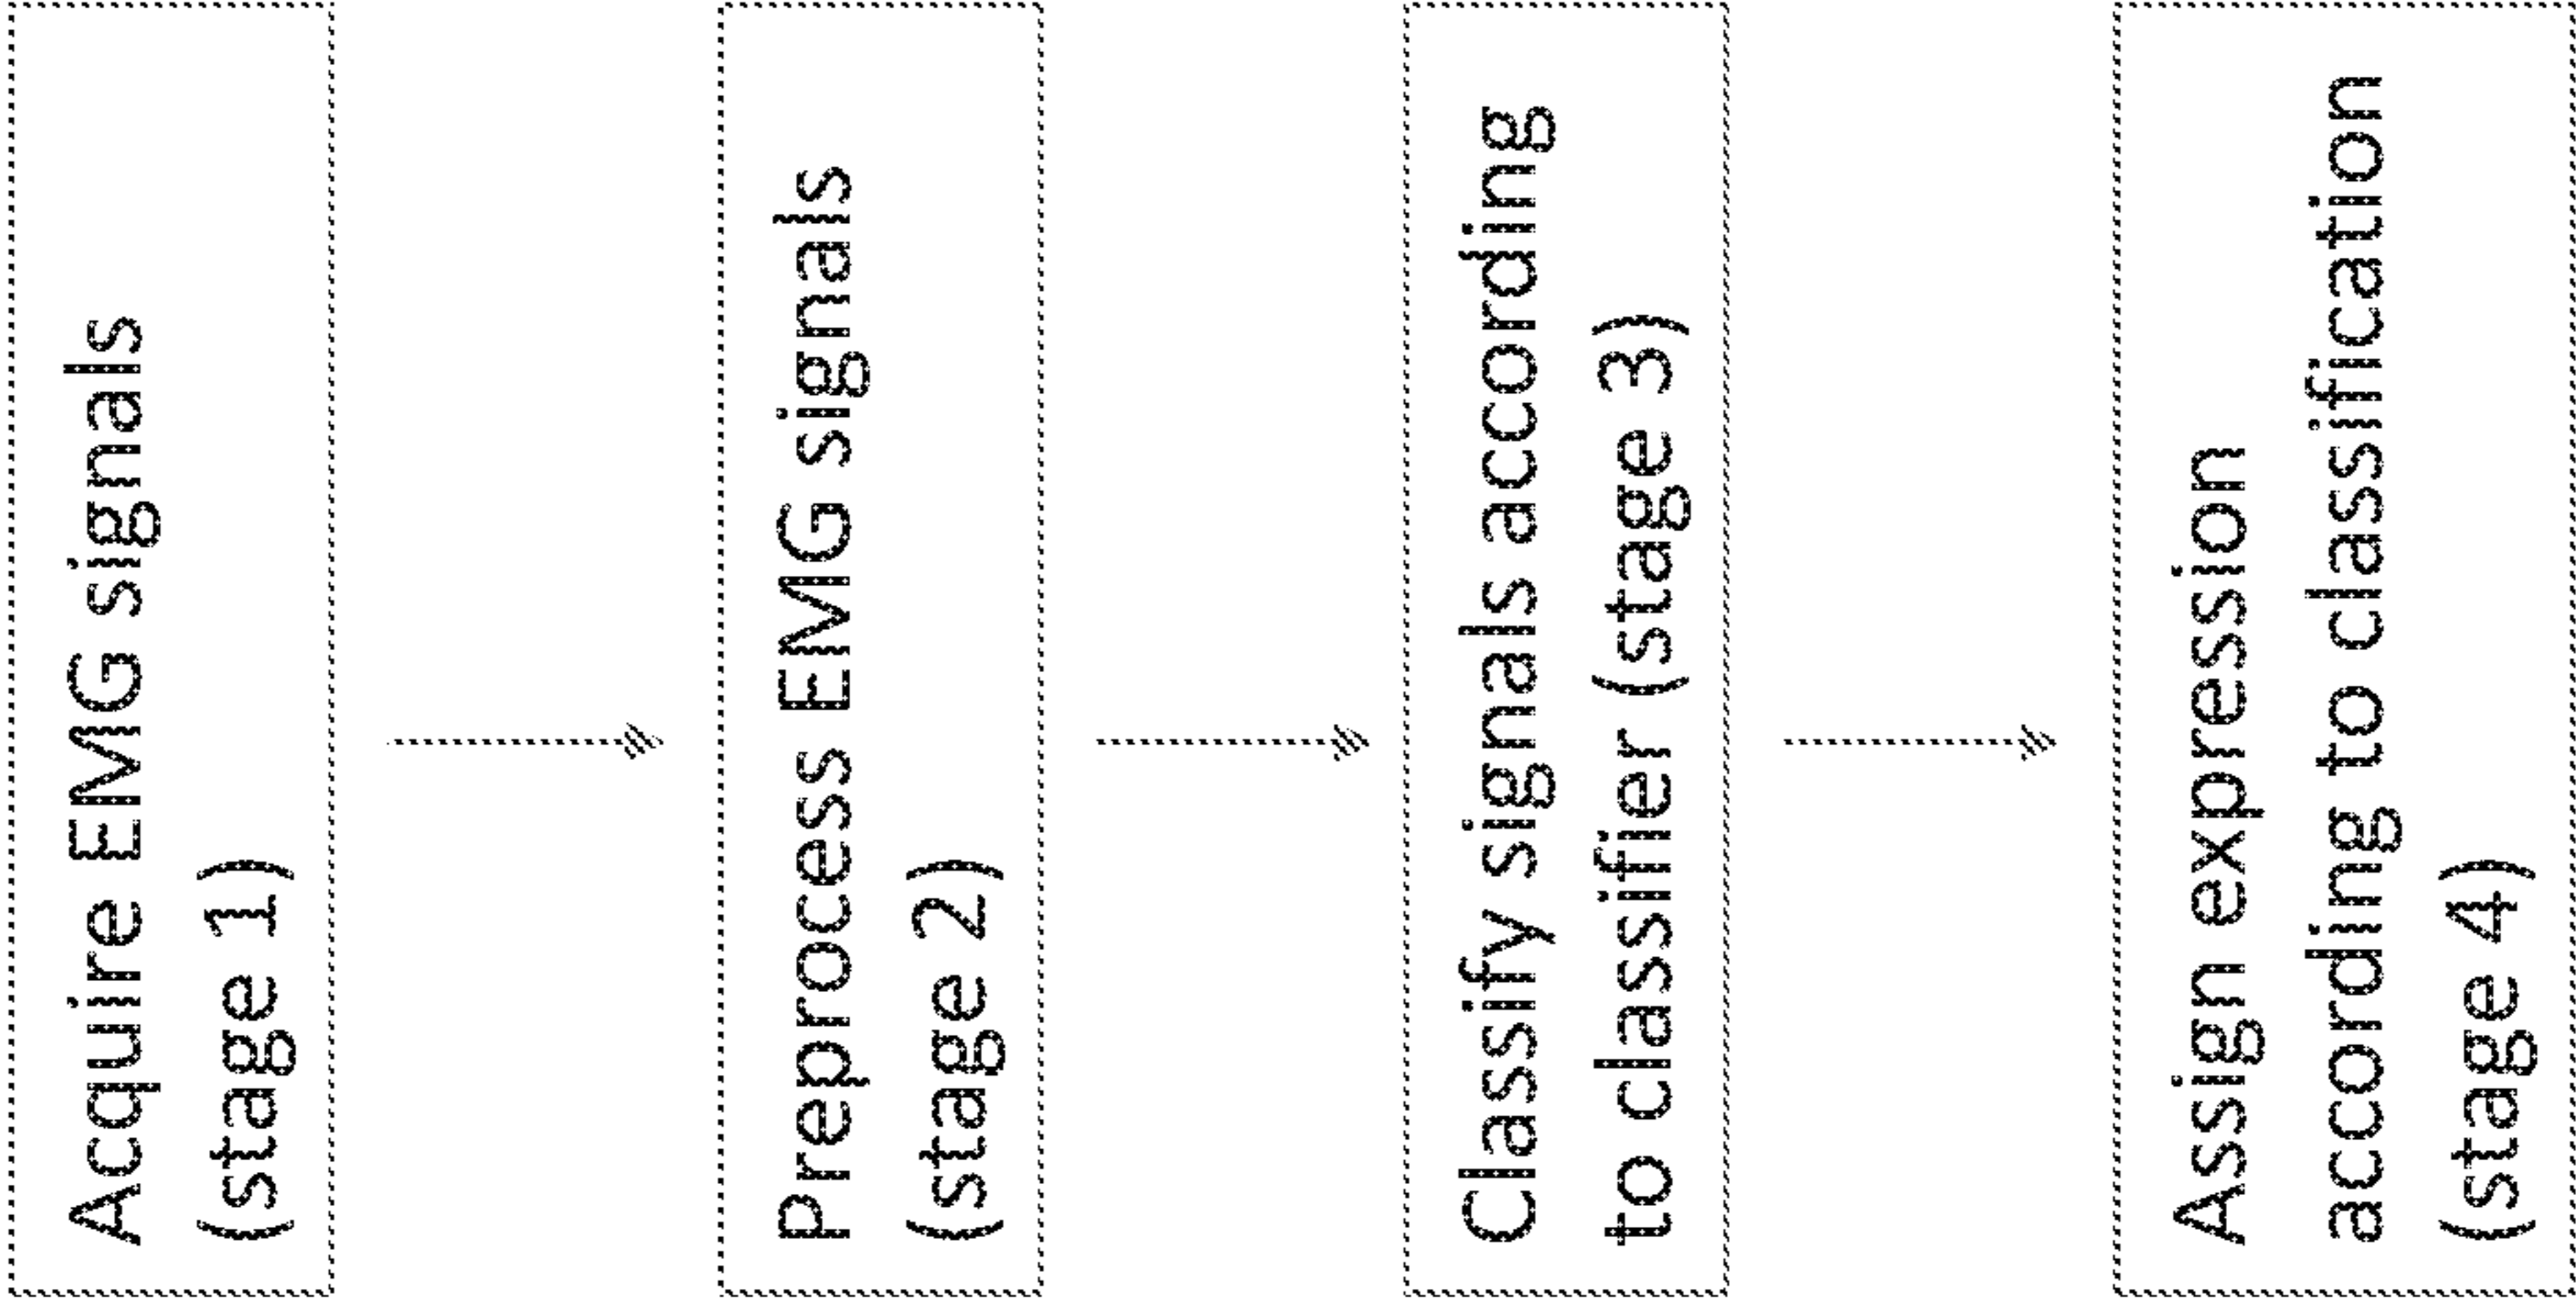 Acquire EMG signals
(stage 1)
Preprocess EMG signals
(stage 2)
Classify signals according
to classifier (stage 3)
Assign expression
according to classification
(stage 4)